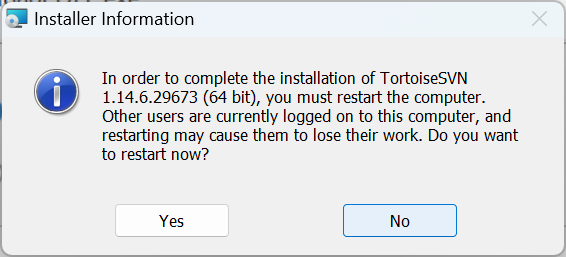 Installer Information
In order to complete the installation of TortoiseSVN
1.14.6.29673 (64 bit), you must restart the computer.
Other users are currently logged on to this computer, and
restarting may cause them to lose their work. Do you want
to restart now?
Yes
No